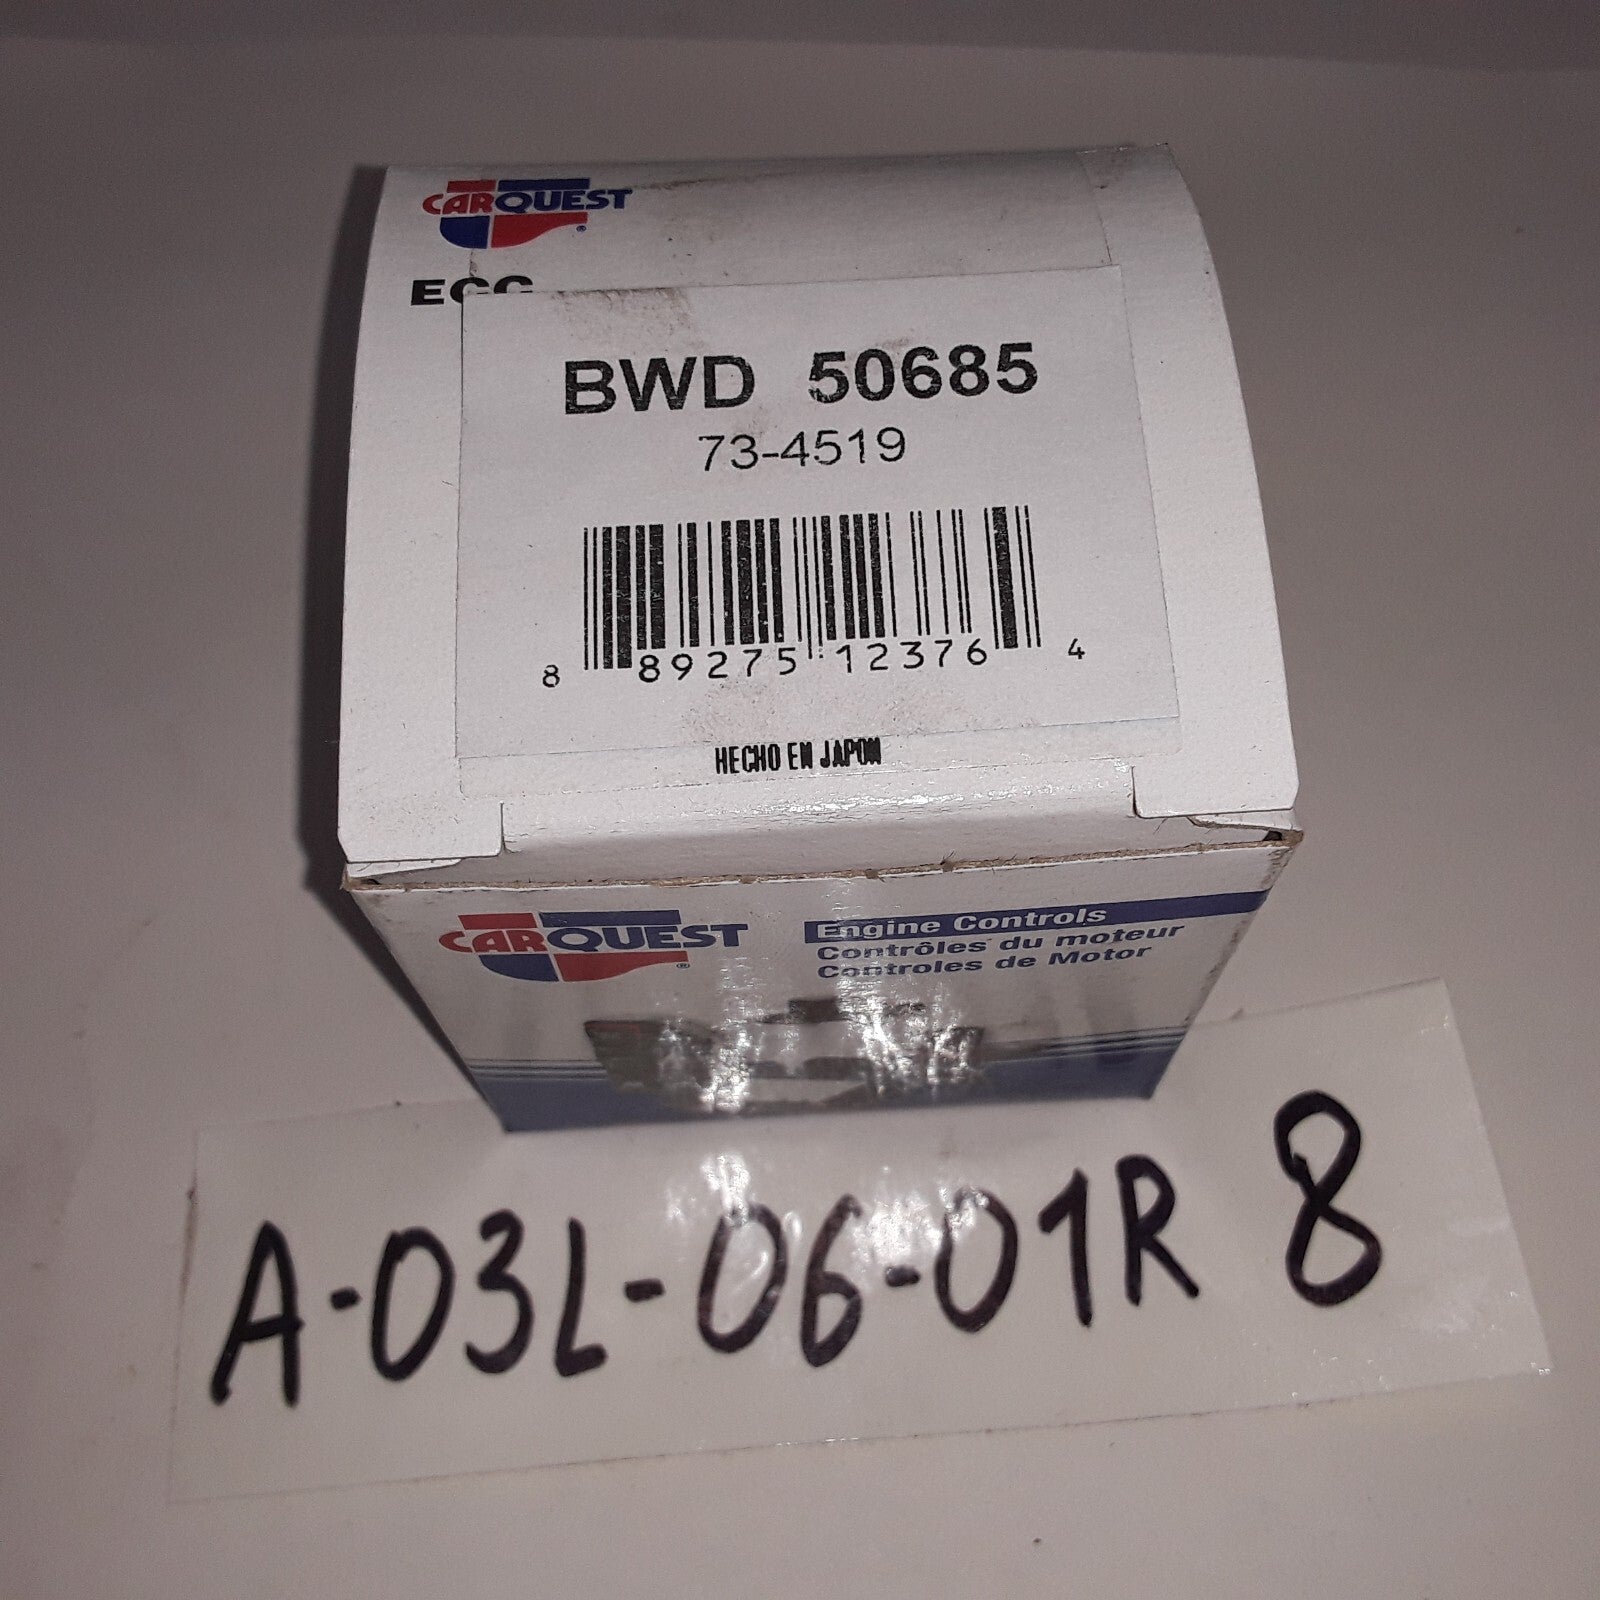 CARQUEST
BWD 50685
73-4519
8 89275 12376 4
HECHO EN JAPON
CARQUEST
Engine Controls
Contrôles du moteur
Controles de Motor
A-03L-06-01R 8